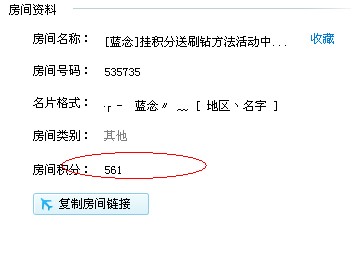 房间资料
房间名称： [蓝念]挂积分送刷钻方法活动中... 收藏
房间号码： 535735
名片格式： ·┌ － 蓝念〃 ﹏ [ 地区丶名字 ]
房间类别： 其他
房间积分： 561
复制房间链接